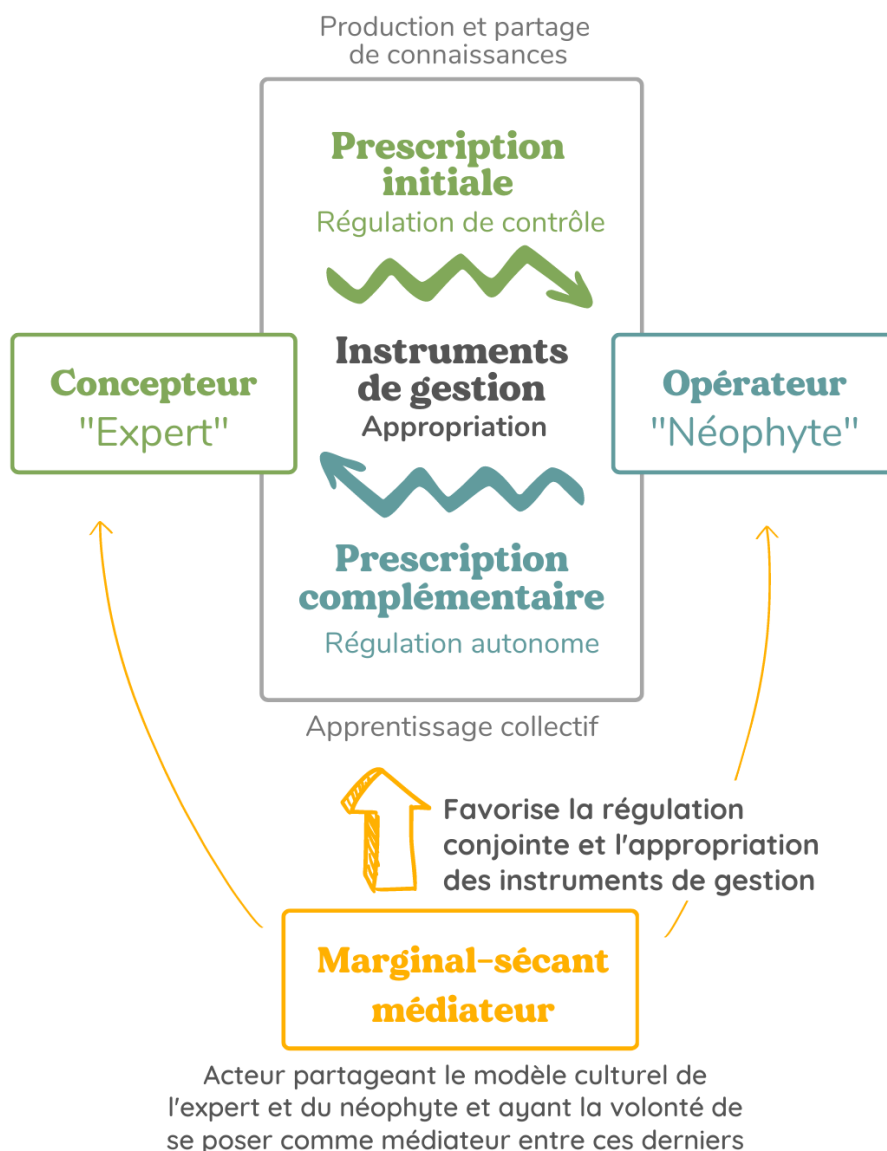 Production et partage
de connaissances
Prescription
initiale
Régulation de contrôle
Concepteur
"Expert"
Instruments
de gestion
Appropriation
Opérateur
"Néophyte"
Prescription
complémentaire
Régulation autonome
Apprentissage collectif
Favorise la régulation
conjointe et l'appropriation
des instruments de gestion
Marginal-sécant
médiateur
Acteur partageant le modèle culturel de
l'expert et du néophyte et ayant la volonté de
se poser comme médiateur entre ces derniers